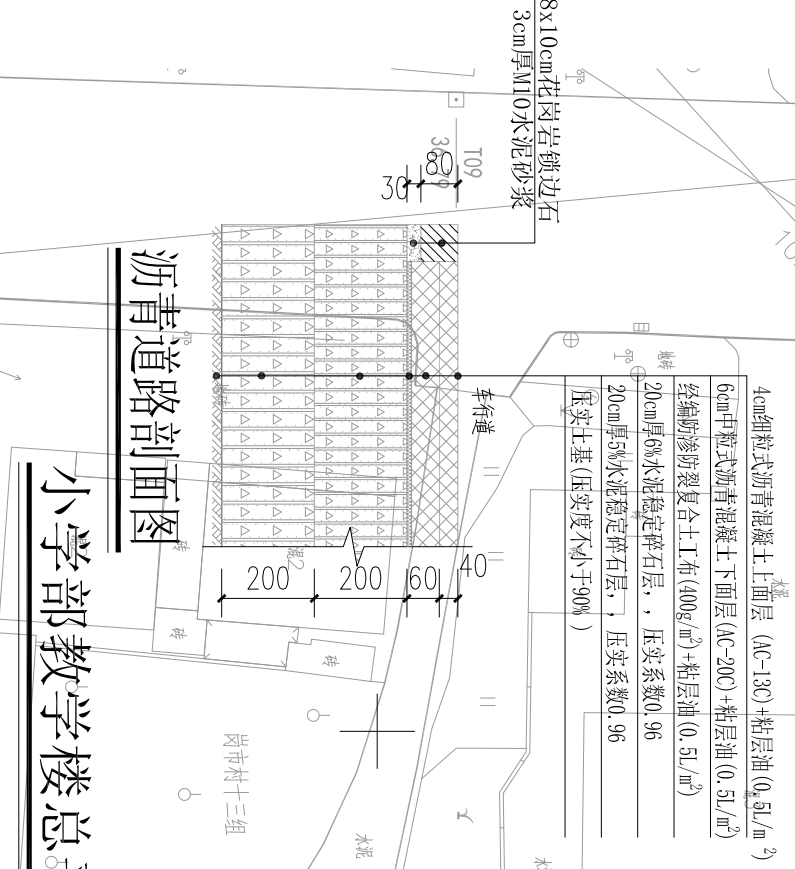 8x10cm花岗岩锁边石
3cm厚M10水泥砂浆
T09
30
80
4cm细粒式沥青混凝土上面层 (AC-13C)+粘层油(0.5L/m²)
6cm中粒式沥青混凝土下面层(AC-20C)+粘层油(0.5L/m²)
经编防渗防裂复合土工布(400g/m²)+粘层油(0.5L/m²)
20cm厚6%水泥稳定碎石层,，压实系数0.96
20cm厚5%水泥稳定碎石层,，压实系数0.96
压实土基(压实度不小于90%)
车行道
200
200
60
40
沥青道路剖面图
小学部教学楼总
岗市村十三组
水泥
水泥
地砖
砖
砖
砖
混2